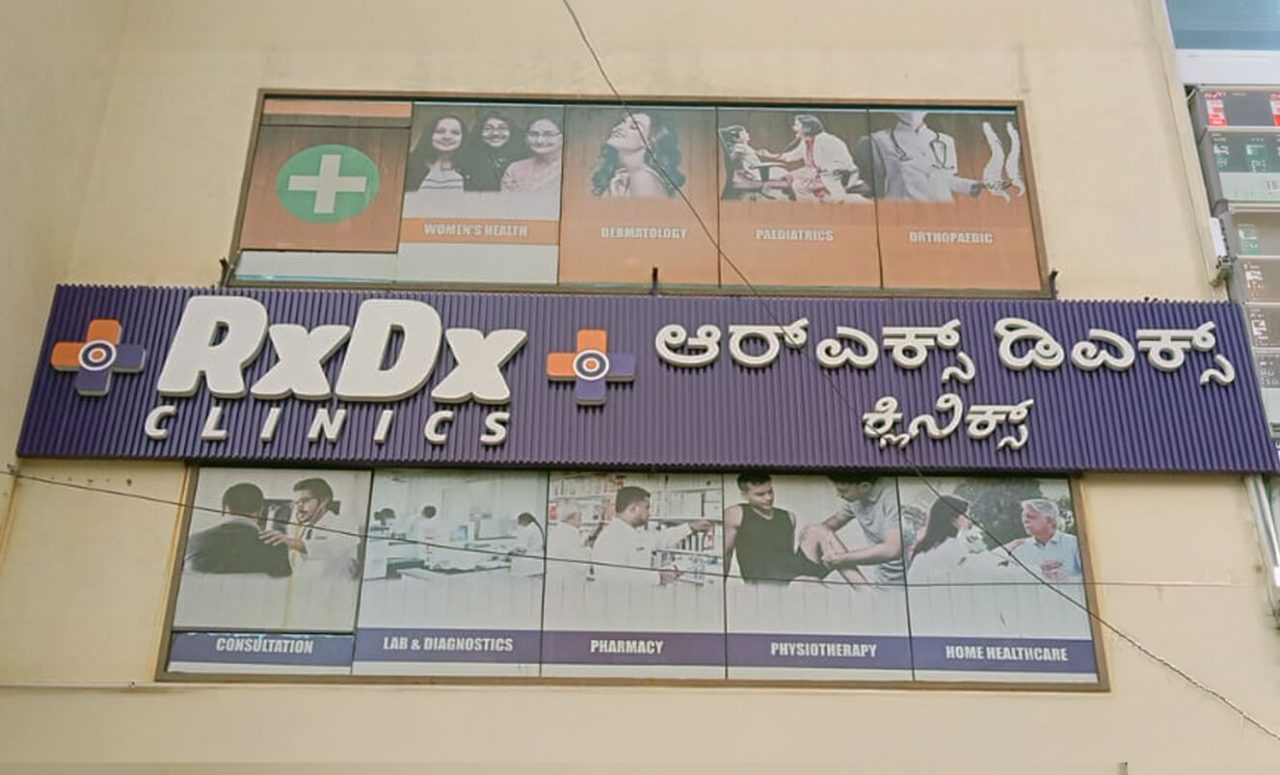 WOMEN'S HEALTH
DERMATOLOGY
PAEDIATRICS
ORTHOPAEDIC
RxDx
CLINICS
ಆರ್ಎಕ್ಸ್ ಡಿಎಕ್ಸ್
ಕ್ಲಿನಿಕ್ಸ್
CONSULTATION
LAB & DIAGNOSTICS
PHARMACY
PHYSIOTHERAPY
HOME HEALTHCARE